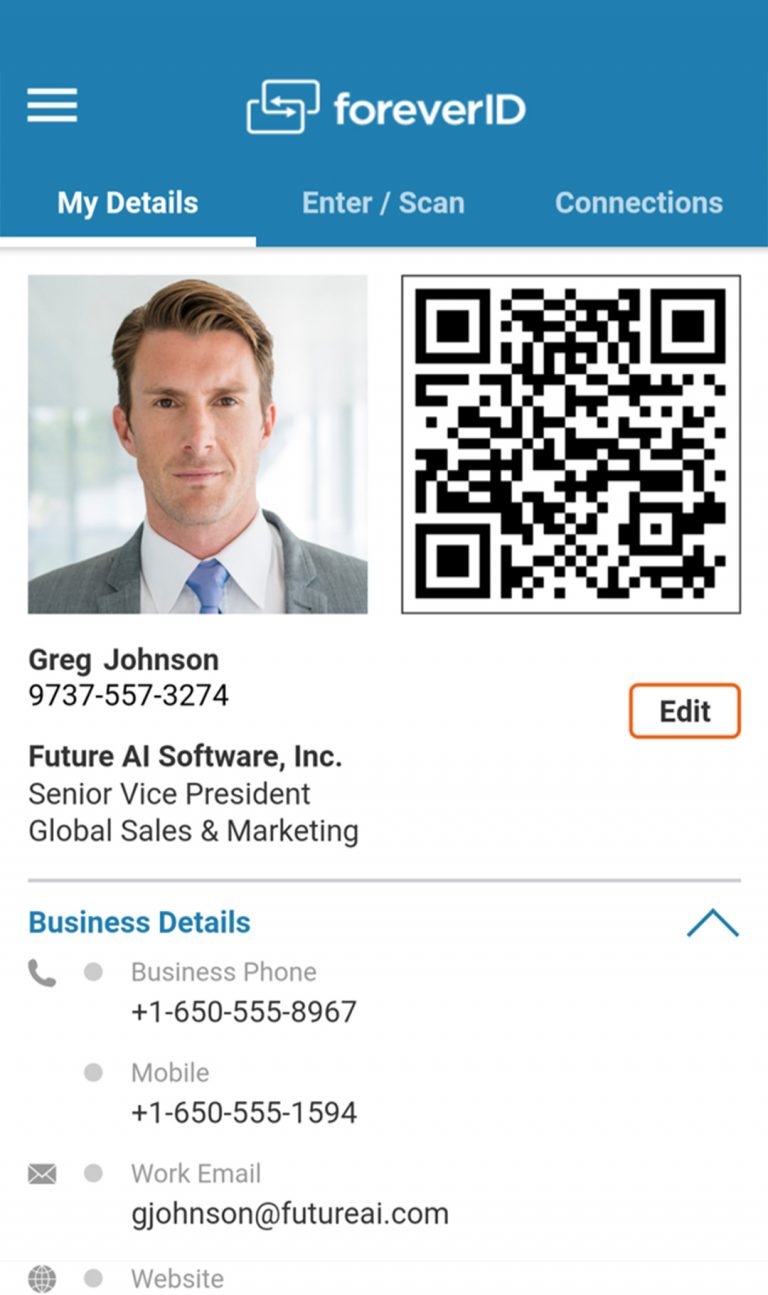 foreverID
My Details Enter / Scan Connections
Greg Johnson
9737-557-3274
Edit
Future AI Software, Inc.
Senior Vice President
Global Sales & Marketing
Business Details
Business Phone
+1-650-555-8967
Mobile
+1-650-555-1594
Work Email
gjohnson@futureai.com
Website